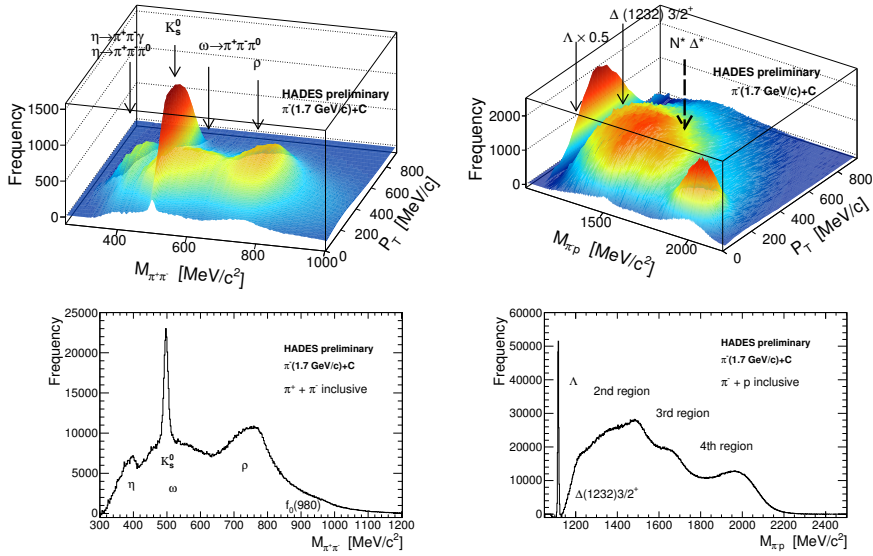 η→π⁺π⁻γ
η→π⁺π⁻π⁰
K⁰ₛ
ω→π⁺π⁻π⁰
ρ
HADES preliminary
π⁻(1.7 GeV/c)+C
Frequency
1500
1000
500
0
400
600
800
1000
M_π⁺π⁻ [MeV/c²]
0
200
400
600
800
P_T [MeV/c]
Λ × 0.5
Δ (1232) 3/2⁺
N* Δ*
HADES preliminary
π⁻(1.7 GeV/c)+C
Frequency
2000
1000
0
1500
2000
M_π⁻p [MeV/c²]
0
200
400
600
800
P_T [MeV/c]
Frequency
25000
20000
15000
10000
5000
0
HADES preliminary
π⁻(1.7 GeV/c)+C
π⁺ + π⁻ inclusive
K⁰ₛ
η
ω
ρ
f₀(980)
300 400 500 600 700 800 900 1000 1100 1200
M_π⁺π⁻ [MeV/c²]
Frequency
60000
50000
40000
30000
20000
10000
0
HADES preliminary
π⁻(1.7 GeV/c)+C
π⁻ + p inclusive
Λ
2nd region
3rd region
4th region
Δ(1232)3/2⁺
1200 1400 1600 1800 2000 2200 2400
M_π⁻p [MeV/c²]